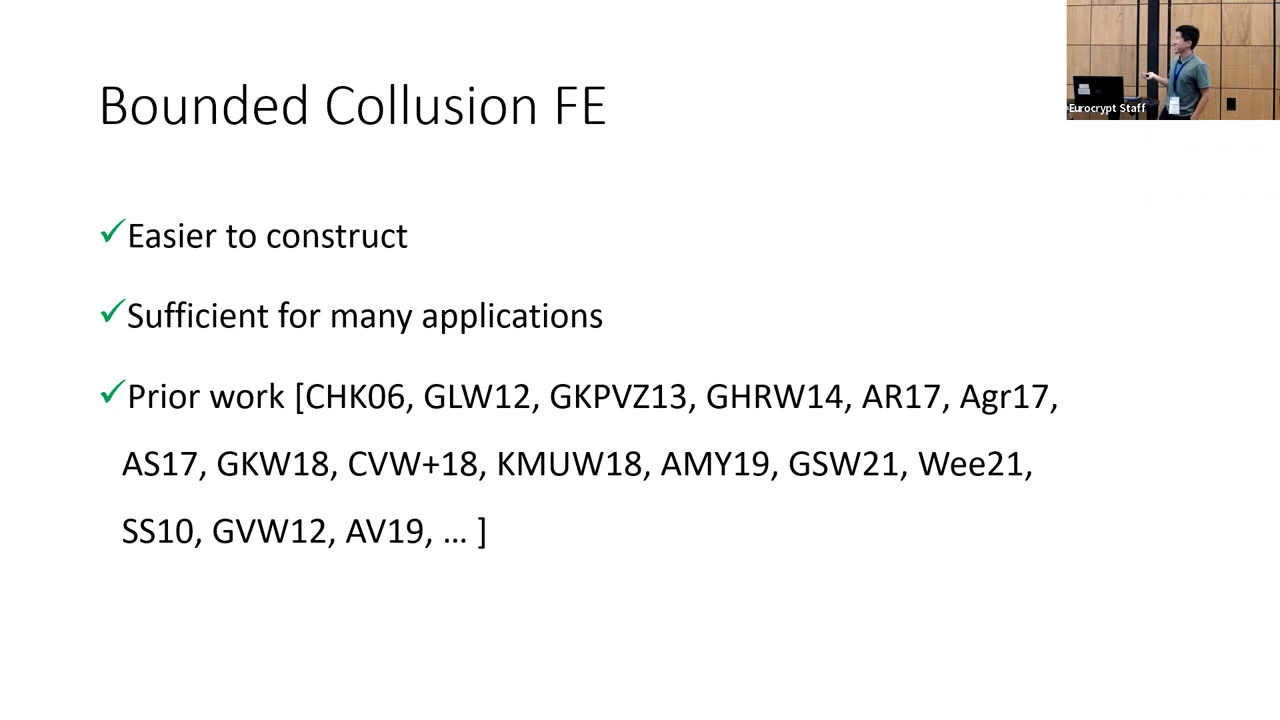 Bounded Collusion FE
Eurocrypt Staff
✓Easier to construct
✓Sufficient for many applications
✓Prior work [CHK06, GLW12, GKPVZ13, GHRW14, AR17, Agr17,
AS17, GKW18, CVW+18, KMUW18, AMY19, GSW21, Wee21,
SS10, GVW12, AV19, … ]